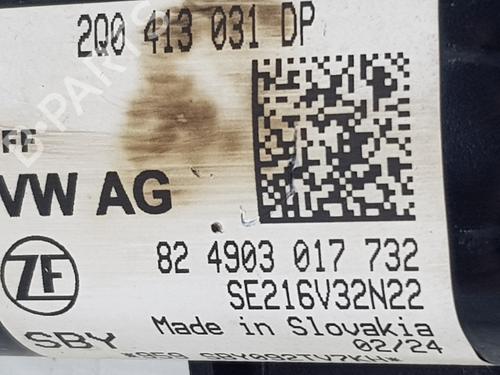 2Q0 413 031 DP
FF
VW AG
82 4903 017 732
ZF
SE216V32N22
Made in Slovakia
SBY
02/24